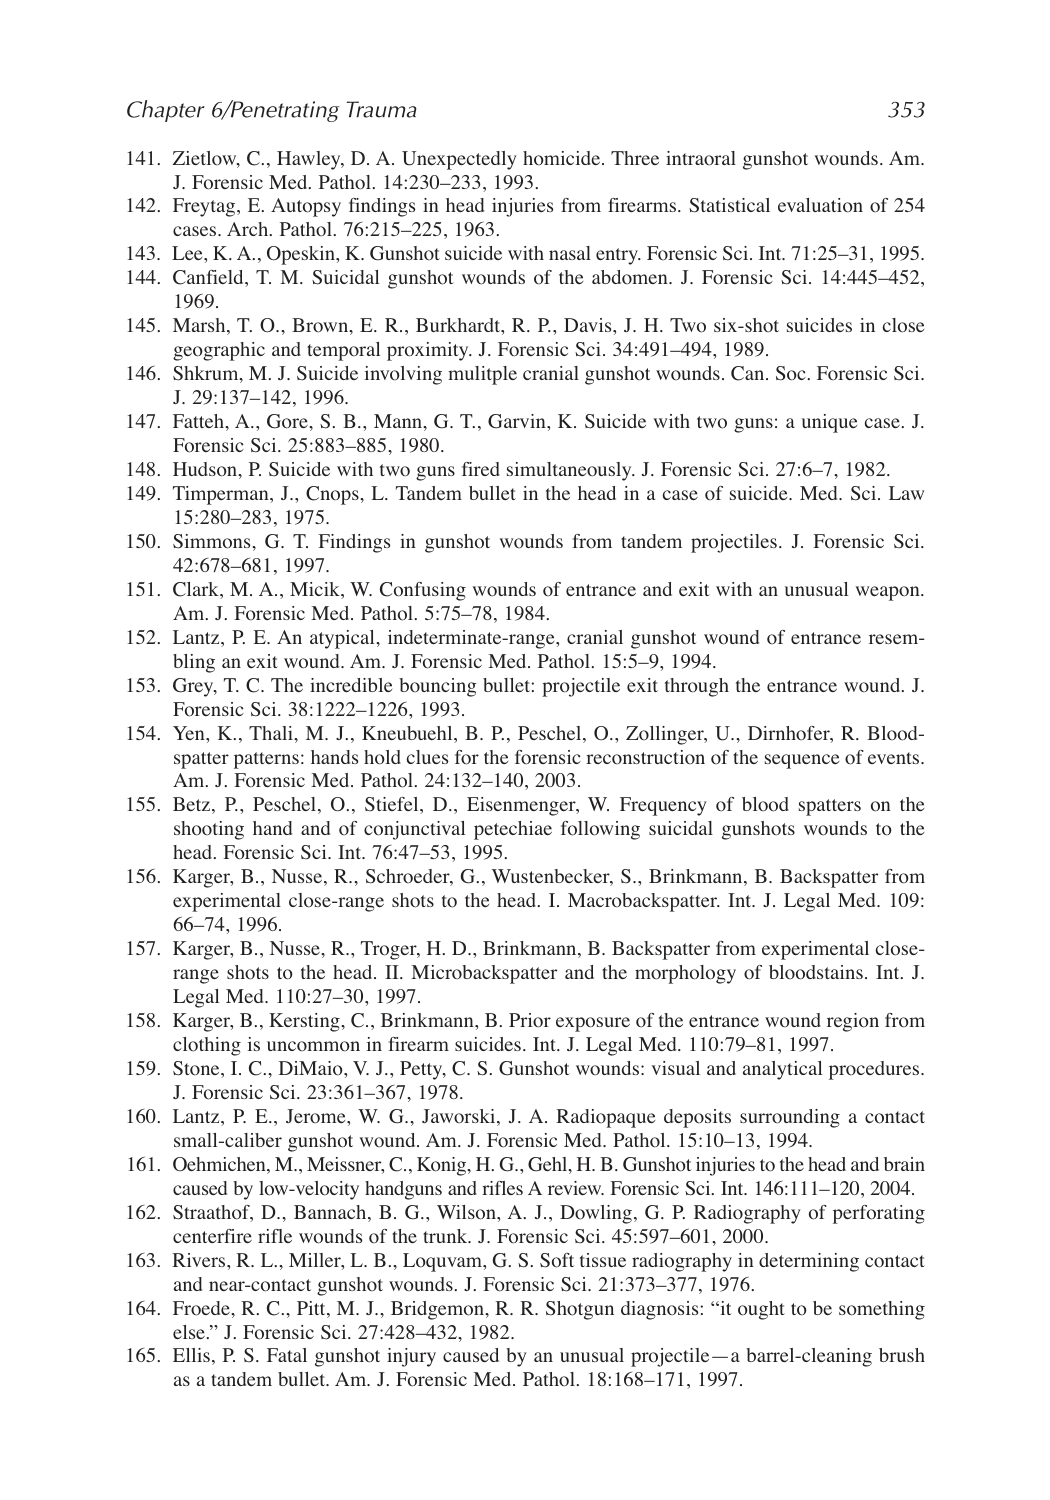 Chapter 6/Penetrating Trauma 353
141. Zietlow, C., Hawley, D. A. Unexpectedly homicide. Three intraoral gunshot wounds. Am.
J. Forensic Med. Pathol. 14:230–233, 1993.
142. Freytag, E. Autopsy findings in head injuries from firearms. Statistical evaluation of 254
cases. Arch. Pathol. 76:215–225, 1963.
143. Lee, K. A., Opeskin, K. Gunshot suicide with nasal entry. Forensic Sci. Int. 71:25–31, 1995.
144. Canfield, T. M. Suicidal gunshot wounds of the abdomen. J. Forensic Sci. 14:445–452,
1969.
145. Marsh, T. O., Brown, E. R., Burkhardt, R. P., Davis, J. H. Two six-shot suicides in close
geographic and temporal proximity. J. Forensic Sci. 34:491–494, 1989.
146. Shkrum, M. J. Suicide involving mulitple cranial gunshot wounds. Can. Soc. Forensic Sci.
J. 29:137–142, 1996.
147. Fatteh, A., Gore, S. B., Mann, G. T., Garvin, K. Suicide with two guns: a unique case. J.
Forensic Sci. 25:883–885, 1980.
148. Hudson, P. Suicide with two guns fired simultaneously. J. Forensic Sci. 27:6–7, 1982.
149. Timperman, J., Cnops, L. Tandem bullet in the head in a case of suicide. Med. Sci. Law
15:280–283, 1975.
150. Simmons, G. T. Findings in gunshot wounds from tandem projectiles. J. Forensic Sci.
42:678–681, 1997.
151. Clark, M. A., Micik, W. Confusing wounds of entrance and exit with an unusual weapon.
Am. J. Forensic Med. Pathol. 5:75–78, 1984.
152. Lantz, P. E. An atypical, indeterminate-range, cranial gunshot wound of entrance resem-
bling an exit wound. Am. J. Forensic Med. Pathol. 15:5–9, 1994.
153. Grey, T. C. The incredible bouncing bullet: projectile exit through the entrance wound. J.
Forensic Sci. 38:1222–1226, 1993.
154. Yen, K., Thali, M. J., Kneubuehl, B. P., Peschel, O., Zollinger, U., Dirnhofer, R. Blood-
spatter patterns: hands hold clues for the forensic reconstruction of the sequence of events.
Am. J. Forensic Med. Pathol. 24:132–140, 2003.
155. Betz, P., Peschel, O., Stiefel, D., Eisenmenger, W. Frequency of blood spatters on the
shooting hand and of conjunctival petechiae following suicidal gunshots wounds to the
head. Forensic Sci. Int. 76:47–53, 1995.
156. Karger, B., Nusse, R., Schroeder, G., Wustenbecker, S., Brinkmann, B. Backspatter from
experimental close-range shots to the head. I. Macrobackspatter. Int. J. Legal Med. 109:
66–74, 1996.
157. Karger, B., Nusse, R., Troger, H. D., Brinkmann, B. Backspatter from experimental close-
range shots to the head. II. Microbackspatter and the morphology of bloodstains. Int. J.
Legal Med. 110:27–30, 1997.
158. Karger, B., Kersting, C., Brinkmann, B. Prior exposure of the entrance wound region from
clothing is uncommon in firearm suicides. Int. J. Legal Med. 110:79–81, 1997.
159. Stone, I. C., DiMaio, V. J., Petty, C. S. Gunshot wounds: visual and analytical procedures.
J. Forensic Sci. 23:361–367, 1978.
160. Lantz, P. E., Jerome, W. G., Jaworski, J. A. Radiopaque deposits surrounding a contact
small-caliber gunshot wound. Am. J. Forensic Med. Pathol. 15:10–13, 1994.
161. Oehmichen, M., Meissner, C., Konig, H. G., Gehl, H. B. Gunshot injuries to the head and brain
caused by low-velocity handguns and rifles A review. Forensic Sci. Int. 146:111–120, 2004.
162. Straathof, D., Bannach, B. G., Wilson, A. J., Dowling, G. P. Radiography of perforating
centerfire rifle wounds of the trunk. J. Forensic Sci. 45:597–601, 2000.
163. Rivers, R. L., Miller, L. B., Loquvam, G. S. Soft tissue radiography in determining contact
and near-contact gunshot wounds. J. Forensic Sci. 21:373–377, 1976.
164. Froede, R. C., Pitt, M. J., Bridgemon, R. R. Shotgun diagnosis: “it ought to be something
else.” J. Forensic Sci. 27:428–432, 1982.
165. Ellis, P. S. Fatal gunshot injury caused by an unusual projectile—a barrel-cleaning brush
as a tandem bullet. Am. J. Forensic Med. Pathol. 18:168–171, 1997.